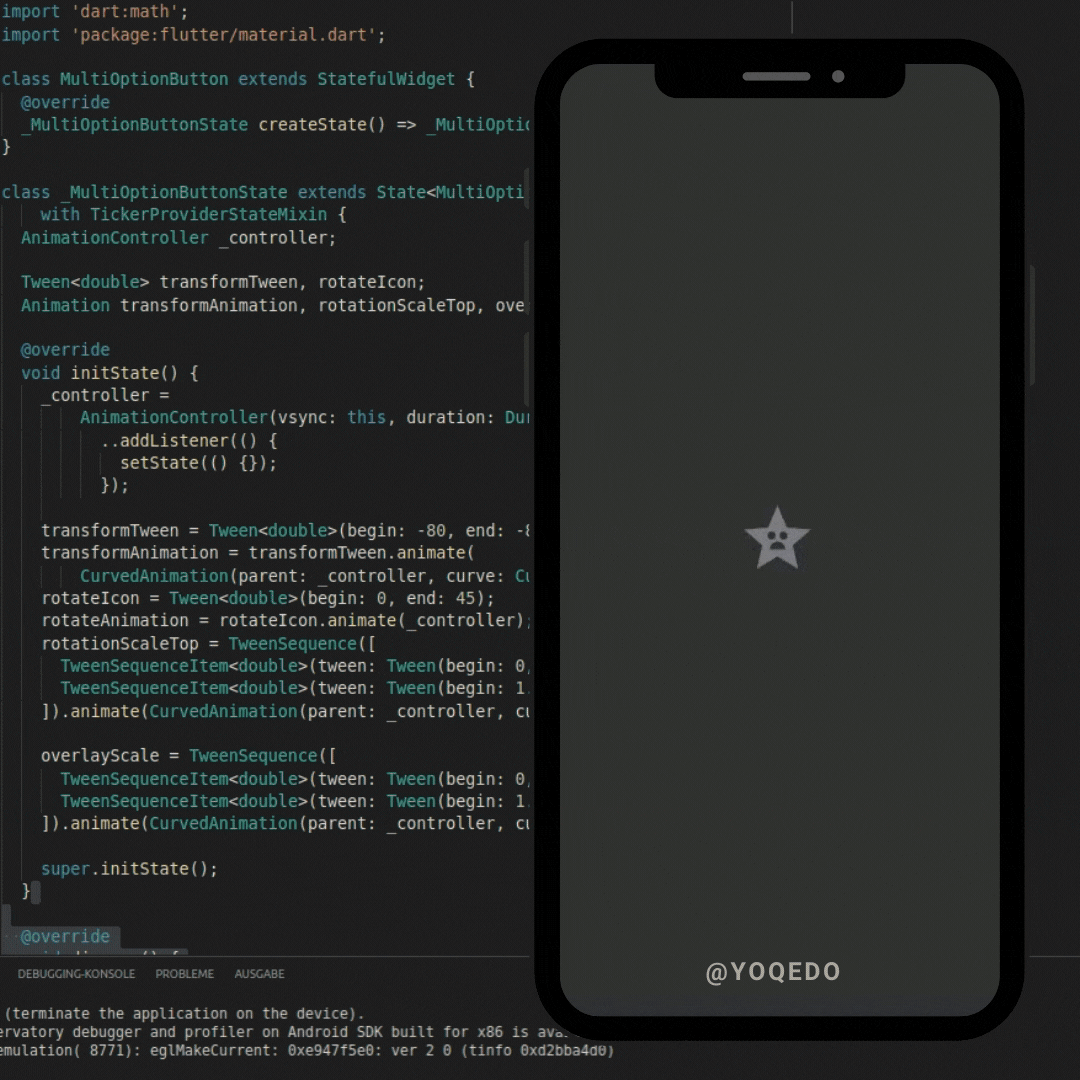 import 'dart:math';
import 'package:flutter/material.dart';
class MultiOptionButton extends StatefulWidget {
@override
_MultiOptionButtonState createState() => _MultiOptio
}
class _MultiOptionButtonState extends State<MultiOpti
with TickerProviderStateMixin {
AnimationController _controller;
Tween<double> transformTween, rotateIcon;
Animation transformAnimation, rotationScaleTop, ove
@override
void initState() {
_controller =
AnimationController(vsync: this, duration: Dur
..addListener(() {
setState(() {});
});
transformTween = Tween<double>(begin: -80, end: -8
transformAnimation = transformTween.animate(
CurvedAnimation(parent: _controller, curve: Cu
rotateIcon = Tween<double>(begin: 0, end: 45);
rotateAnimation = rotateIcon.animate(_controller);
rotationScaleTop = TweenSequence([
TweenSequenceItem<double>(tween: Tween(begin: 0,
TweenSequenceItem<double>(tween: Tween(begin: 1.
]).animate(CurvedAnimation(parent: _controller, cu
overlayScale = TweenSequence([
TweenSequenceItem<double>(tween: Tween(begin: 0,
TweenSequenceItem<double>(tween: Tween(begin: 1.
]).animate(CurvedAnimation(parent: _controller, cu
super.initState();
}
@override
DEBUGGING-KONSOLE PROBLEME AUSGABE
(terminate the application on the device).
ervatory debugger and profiler on Android SDK built for x86 is ava
emulation( 8771): eglMakeCurrent: 0xe947f5e0: ver 2 0 (tinfo 0xd2bba4d0)
@YOQEDO